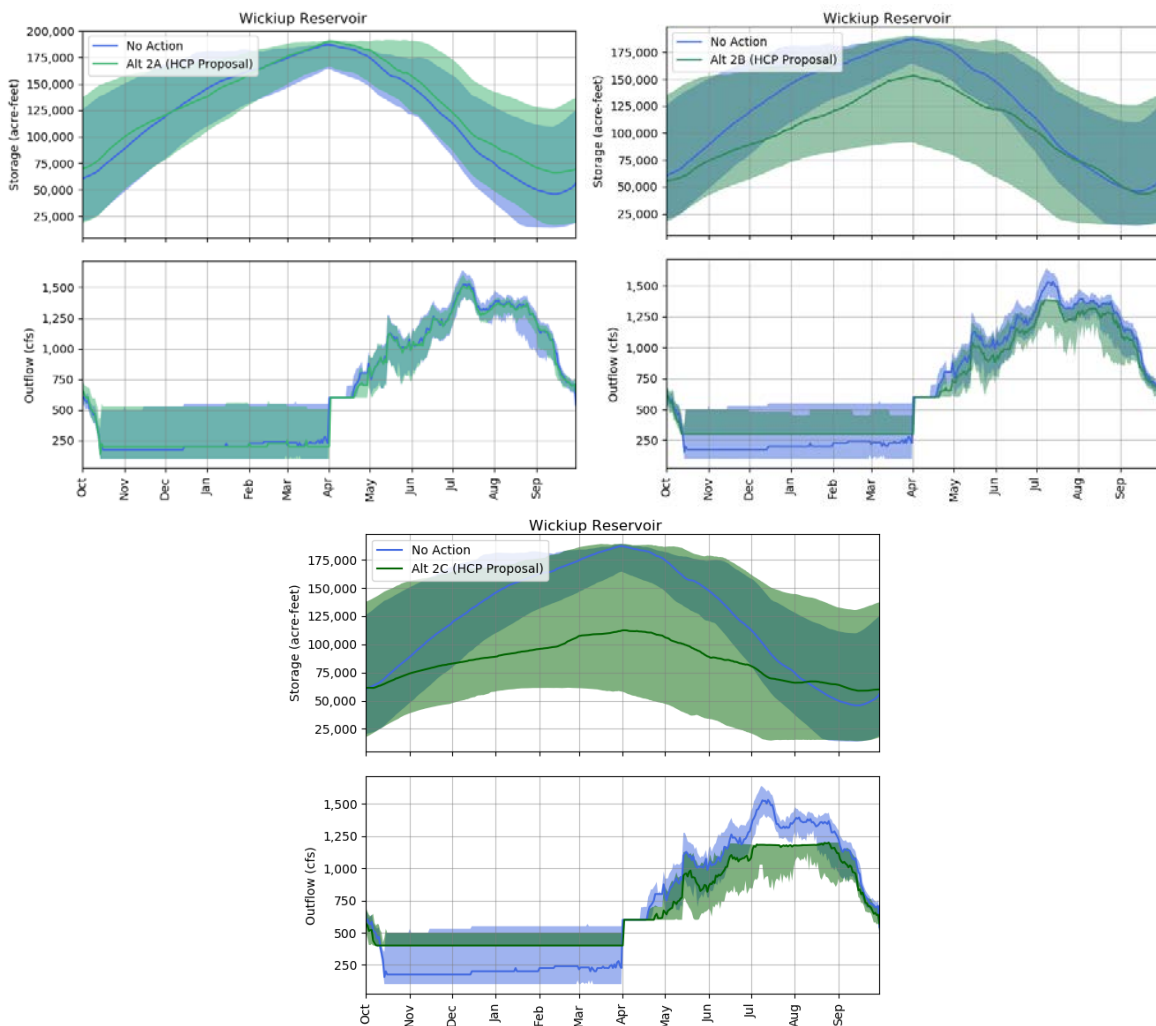 Wickiup Reservoir
200,000
175,000
150,000
125,000
100,000
75,000
50,000
25,000
Storage (acre-feet)
No Action
Alt 2A (HCP Proposal)
1,500
1,250
1,000
750
500
250
Outflow (cfs)
Oct Nov Dec Jan Feb Mar Apr May Jun Jul Aug Sep
Wickiup Reservoir
175,000
150,000
125,000
100,000
75,000
50,000
25,000
Storage (acre-feet)
No Action
Alt 2B (HCP Proposal)
1,500
1,250
1,000
750
500
250
Outflow (cfs)
Oct Nov Dec Jan Feb Mar Apr May Jun Jul Aug Sep
Wickiup Reservoir
175,000
150,000
125,000
100,000
75,000
50,000
25,000
Storage (acre-feet)
No Action
Alt 2C (HCP Proposal)
1,500
1,250
1,000
750
500
250
Outflow (cfs)
Oct Nov Dec Jan Feb Mar Apr May Jun Jul Aug Sep